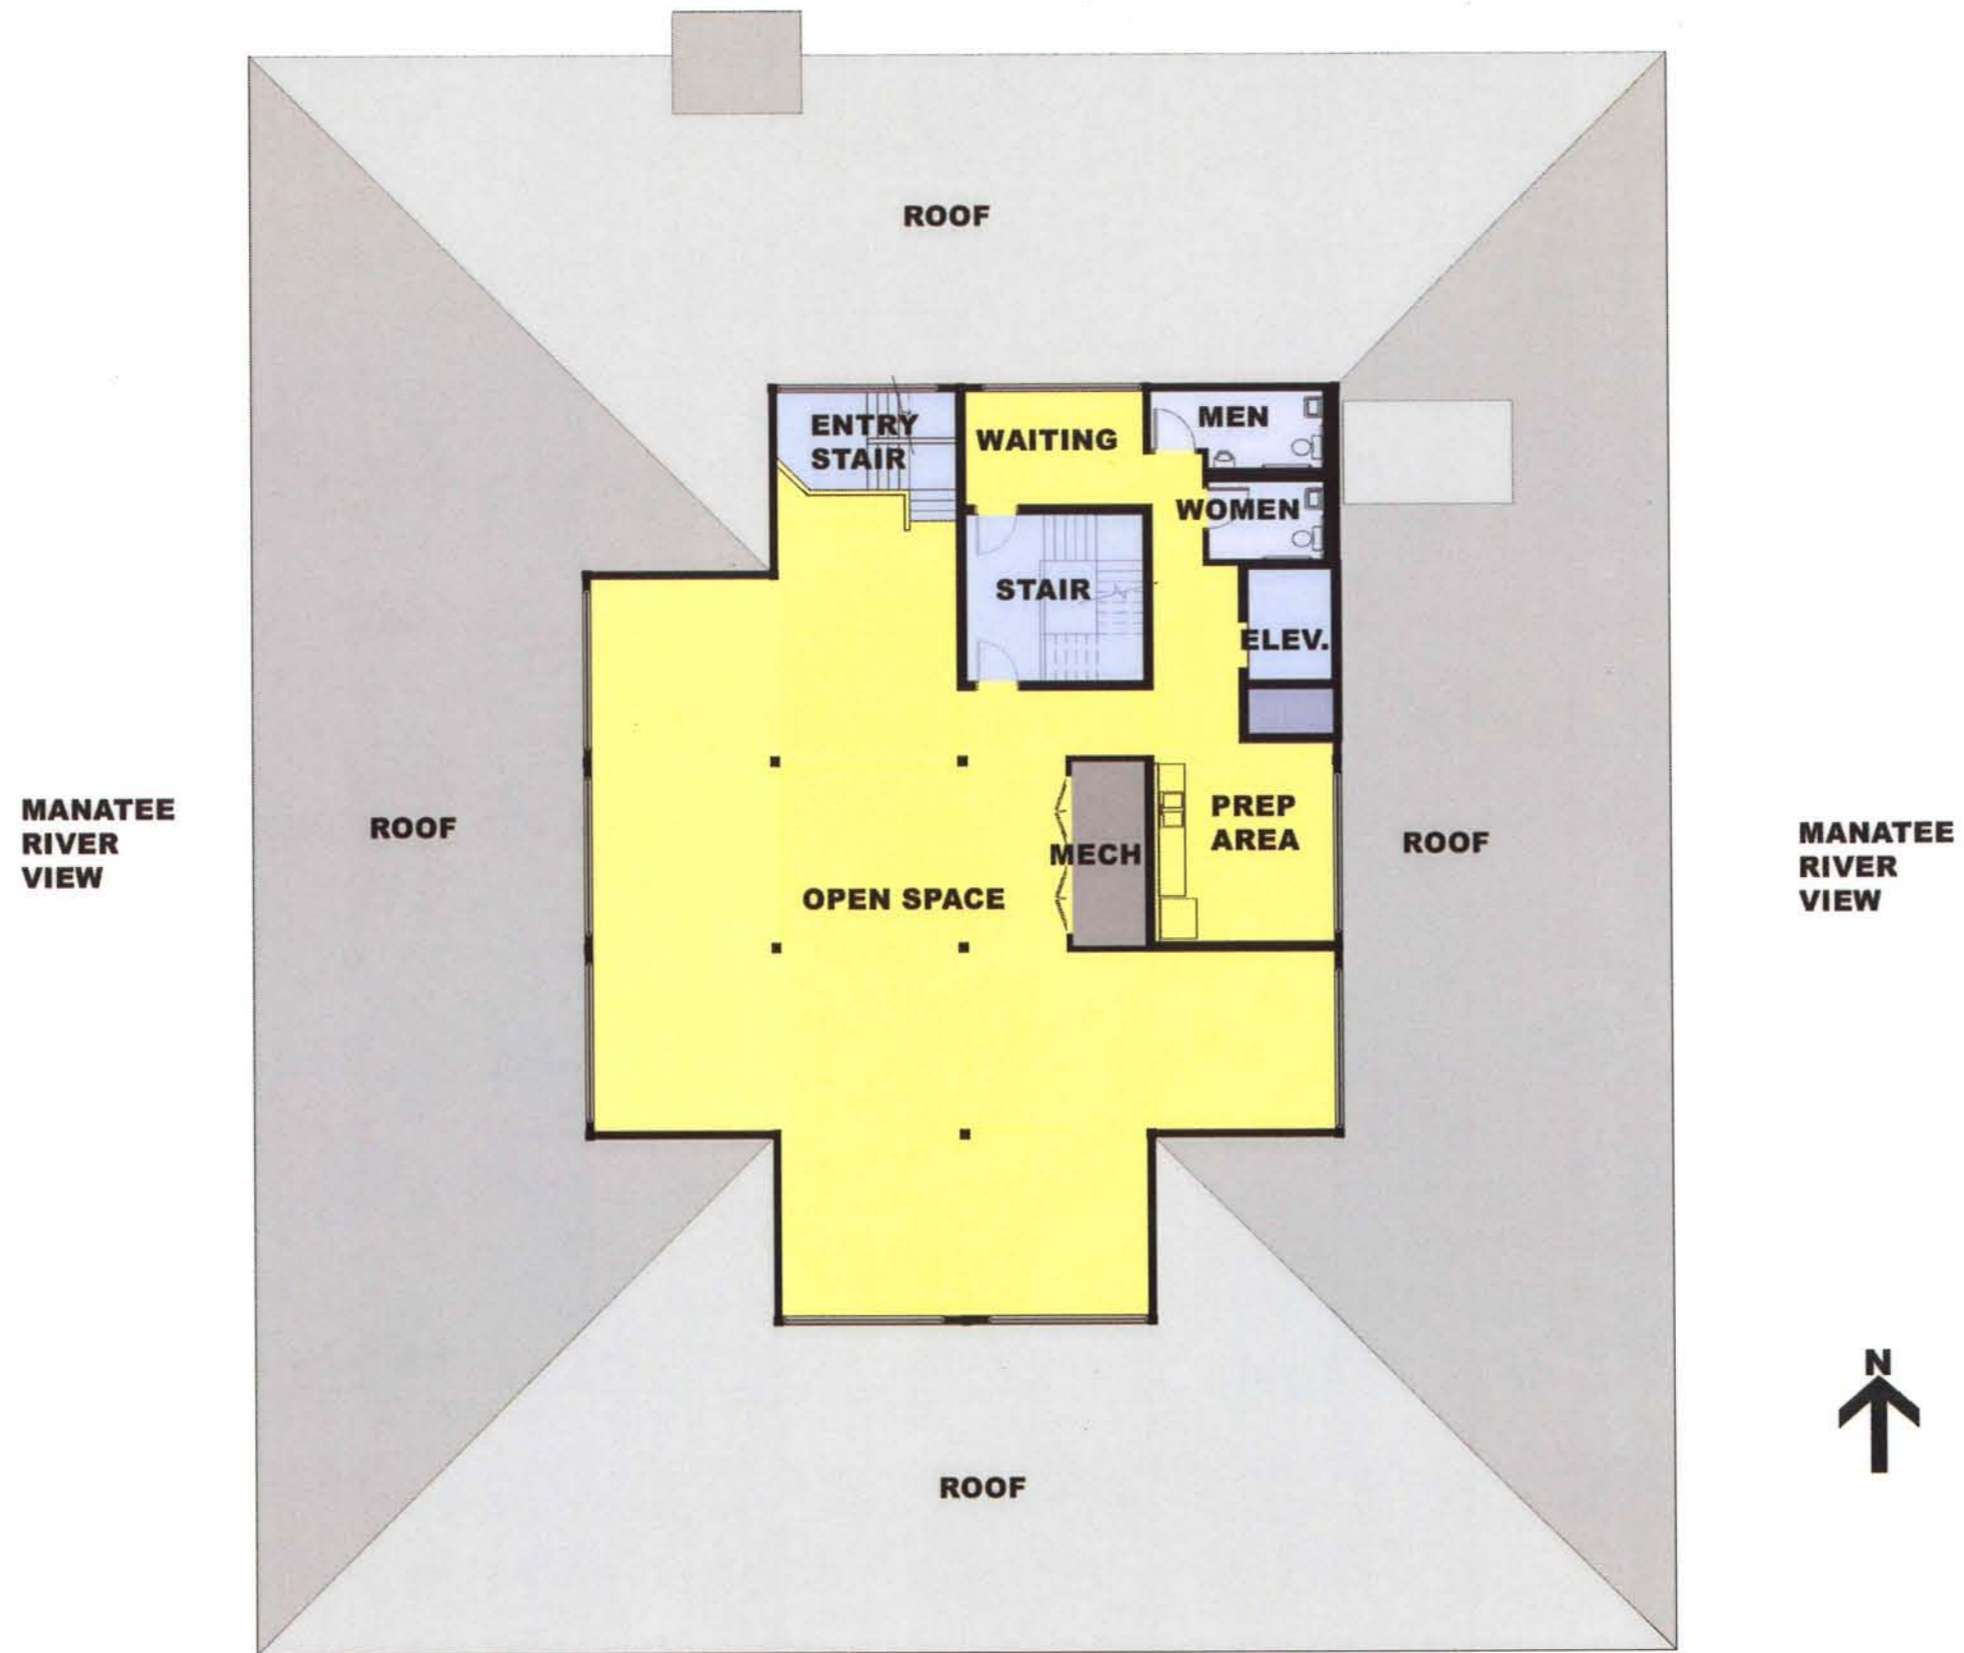 ROOF
ENTRY
STAIR
WAITING
MEN
WOMEN
STAIR
ELEV.
MANATEE
RIVER
VIEW
ROOF
OPEN SPACE
MECH
PREP
AREA
ROOF
MANATEE
RIVER
VIEW
N
ROOF